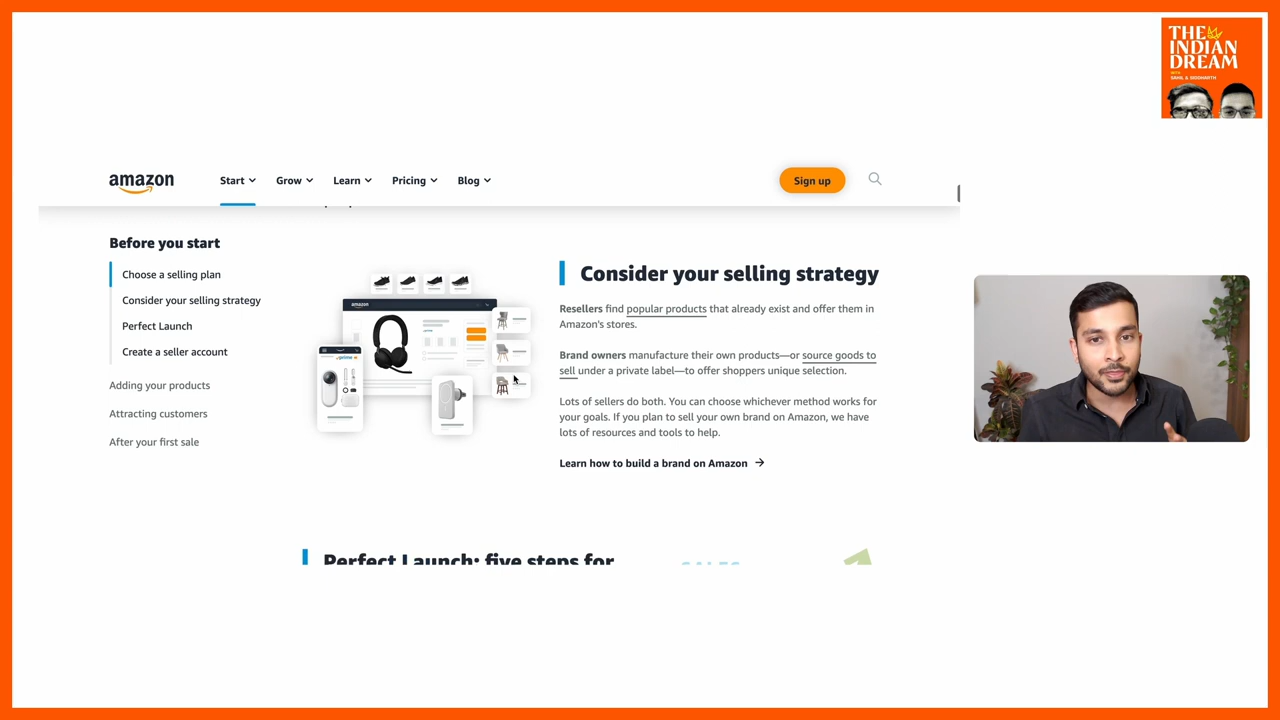 THE
INDIAN
DREAM
WITH
SAHIL & SIDDHARTH
amazon
Start
Grow
Learn
Pricing
Blog
Sign up
Before you start
Choose a selling plan
Consider your selling strategy
Perfect Launch
Create a seller account
Adding your products
Attracting customers
After your first sale
amazon
prime
Consider your selling strategy
Resellers find popular products that already exist and offer them in
Amazon's stores.
Brand owners manufacture their own products—or source goods to
sell under a private label—to offer shoppers unique selection.
Lots of sellers do both. You can choose whichever method works for
your goals. If you plan to sell your own brand on Amazon, we have
lots of resources and tools to help.
Learn how to build a brand on Amazon →
Perfect Launch: five steps for
SALES